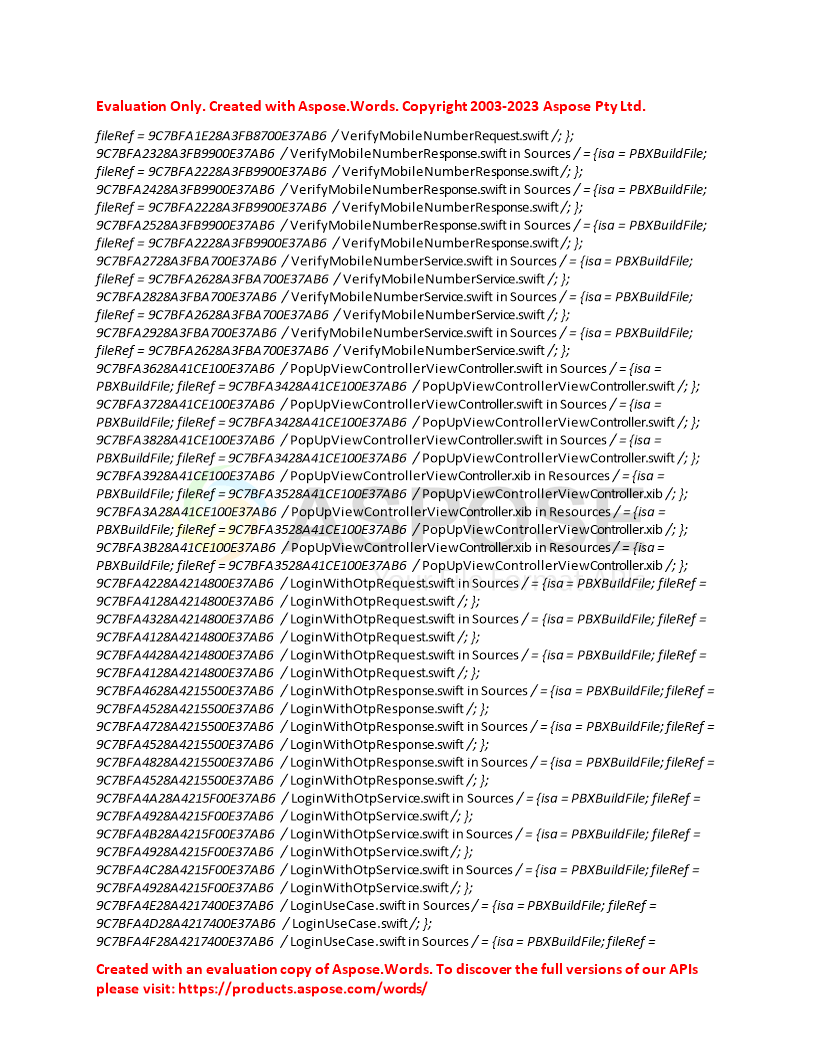 Evaluation Only. Created with Aspose.Words. Copyright 2003-2023 Aspose Pty Ltd.
fileRef = 9C7BFA1E28A3FB8700E37AB6 / VerifyMobileNumberRequest.swift /; };
9C7BFA2328A3FB9900E37AB6 / VerifyMobileNumberResponse.swift in Sources / = {isa = PBXBuildFile;
fileRef = 9C7BFA2228A3FB9900E37AB6 / VerifyMobileNumberResponse.swift /; };
9C7BFA2428A3FB9900E37AB6 / VerifyMobileNumberResponse.swift in Sources / = {isa = PBXBuildFile;
fileRef = 9C7BFA2228A3FB9900E37AB6 / VerifyMobileNumberResponse.swift /; };
9C7BFA2528A3FB9900E37AB6 / VerifyMobileNumberResponse.swift in Sources / = {isa = PBXBuildFile;
fileRef = 9C7BFA2228A3FB9900E37AB6 / VerifyMobileNumberResponse.swift /; };
9C7BFA2728A3FBA700E37AB6 / VerifyMobileNumberService.swift in Sources / = {isa = PBXBuildFile;
fileRef = 9C7BFA2628A3FBA700E37AB6 / VerifyMobileNumberService.swift /; };
9C7BFA2828A3FBA700E37AB6 / VerifyMobileNumberService.swift in Sources / = {isa = PBXBuildFile;
fileRef = 9C7BFA2628A3FBA700E37AB6 / VerifyMobileNumberService.swift /; };
9C7BFA2928A3FBA700E37AB6 / VerifyMobileNumberService.swift in Sources / = {isa = PBXBuildFile;
fileRef = 9C7BFA2628A3FBA700E37AB6 / VerifyMobileNumberService.swift /; };
9C7BFA3628A41CE100E37AB6 / PopUpViewControllerViewController.swift in Sources / = {isa =
PBXBuildFile; fileRef = 9C7BFA3428A41CE100E37AB6 / PopUpViewControllerViewController.swift /; };
9C7BFA3728A41CE100E37AB6 / PopUpViewControllerViewController.swift in Sources / = {isa =
PBXBuildFile; fileRef = 9C7BFA3428A41CE100E37AB6 / PopUpViewControllerViewController.swift /; };
9C7BFA3828A41CE100E37AB6 / PopUpViewControllerViewController.swift in Sources / = {isa =
PBXBuildFile; fileRef = 9C7BFA3428A41CE100E37AB6 / PopUpViewControllerViewController.swift /; };
9C7BFA3928A41CE100E37AB6 / PopUpViewControllerViewController.xib in Resources / = {isa =
PBXBuildFile; fileRef = 9C7BFA3528A41CE100E37AB6 / PopUpViewControllerViewController.xib /; };
9C7BFA3A28A41CE100E37AB6 / PopUpViewControllerViewController.xib in Resources / = {isa =
PBXBuildFile; fileRef = 9C7BFA3528A41CE100E37AB6 / PopUpViewControllerViewController.xib /; };
9C7BFA3B28A41CE100E37AB6 / PopUpViewControllerViewController.xib in Resources / = {isa =
PBXBuildFile; fileRef = 9C7BFA3528A41CE100E37AB6 / PopUpViewControllerViewController.xib /; };
9C7BFA4228A4214800E37AB6 / LoginWithOtpRequest.swift in Sources / = {isa = PBXBuildFile; fileRef =
9C7BFA4128A4214800E37AB6 / LoginWithOtpRequest.swift /; };
9C7BFA4328A4214800E37AB6 / LoginWithOtpRequest.swift in Sources / = {isa = PBXBuildFile; fileRef =
9C7BFA4128A4214800E37AB6 / LoginWithOtpRequest.swift /; };
9C7BFA4428A4214800E37AB6 / LoginWithOtpRequest.swift in Sources / = {isa = PBXBuildFile; fileRef =
9C7BFA4128A4214800E37AB6 / LoginWithOtpRequest.swift /; };
9C7BFA4628A4215500E37AB6 / LoginWithOtpResponse.swift in Sources / = {isa = PBXBuildFile; fileRef =
9C7BFA4528A4215500E37AB6 / LoginWithOtpResponse.swift /; };
9C7BFA4728A4215500E37AB6 / LoginWithOtpResponse.swift in Sources / = {isa = PBXBuildFile; fileRef =
9C7BFA4528A4215500E37AB6 / LoginWithOtpResponse.swift /; };
9C7BFA4828A4215500E37AB6 / LoginWithOtpResponse.swift in Sources / = {isa = PBXBuildFile; fileRef =
9C7BFA4528A4215500E37AB6 / LoginWithOtpResponse.swift /; };
9C7BFA4A28A4215F00E37AB6 / LoginWithOtpService.swift in Sources / = {isa = PBXBuildFile; fileRef =
9C7BFA4928A4215F00E37AB6 / LoginWithOtpService.swift /; };
9C7BFA4B28A4215F00E37AB6 / LoginWithOtpService.swift in Sources / = {isa = PBXBuildFile; fileRef =
9C7BFA4928A4215F00E37AB6 / LoginWithOtpService.swift /; };
9C7BFA4C28A4215F00E37AB6 / LoginWithOtpService.swift in Sources / = {isa = PBXBuildFile; fileRef =
9C7BFA4928A4215F00E37AB6 / LoginWithOtpService.swift /; };
9C7BFA4E28A4217400E37AB6 / LoginUseCase.swift in Sources / = {isa = PBXBuildFile; fileRef =
9C7BFA4D28A4217400E37AB6 / LoginUseCase.swift /; };
9C7BFA4F28A4217400E37AB6 / LoginUseCase.swift in Sources / = {isa = PBXBuildFile; fileRef =
Created with an evaluation copy of Aspose.Words. To discover the full versions of our APIs
please visit: https://products.aspose.com/words/
ASPOSE